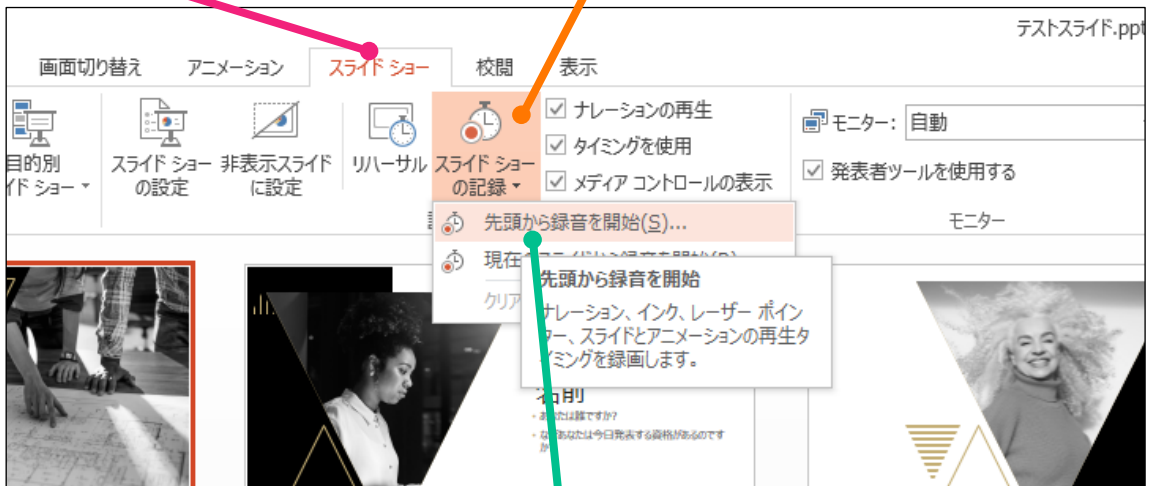 テストスライド.ppt
画面切り替え アニメーション スライド ショー 校閲 表示
目的別
イド ショー
スライド ショー
の設定
非表示スライド
に設定
リハーサル
スライド ショー
の記録
ナレーションの再生
タイミングを使用
メディア コントロールの表示
モニター: 自動
発表者ツールを使用する
モニター
先頭から録音を開始(S)...
現在
クリア
先頭から録音を開始
ナレーション、インク、レーザー ポイン
ター、スライドとアニメーションの再生タ
イミングを録画します。
名前
あなたは誰ですか?
なぜあなたは今日発表する資格があるのです
か